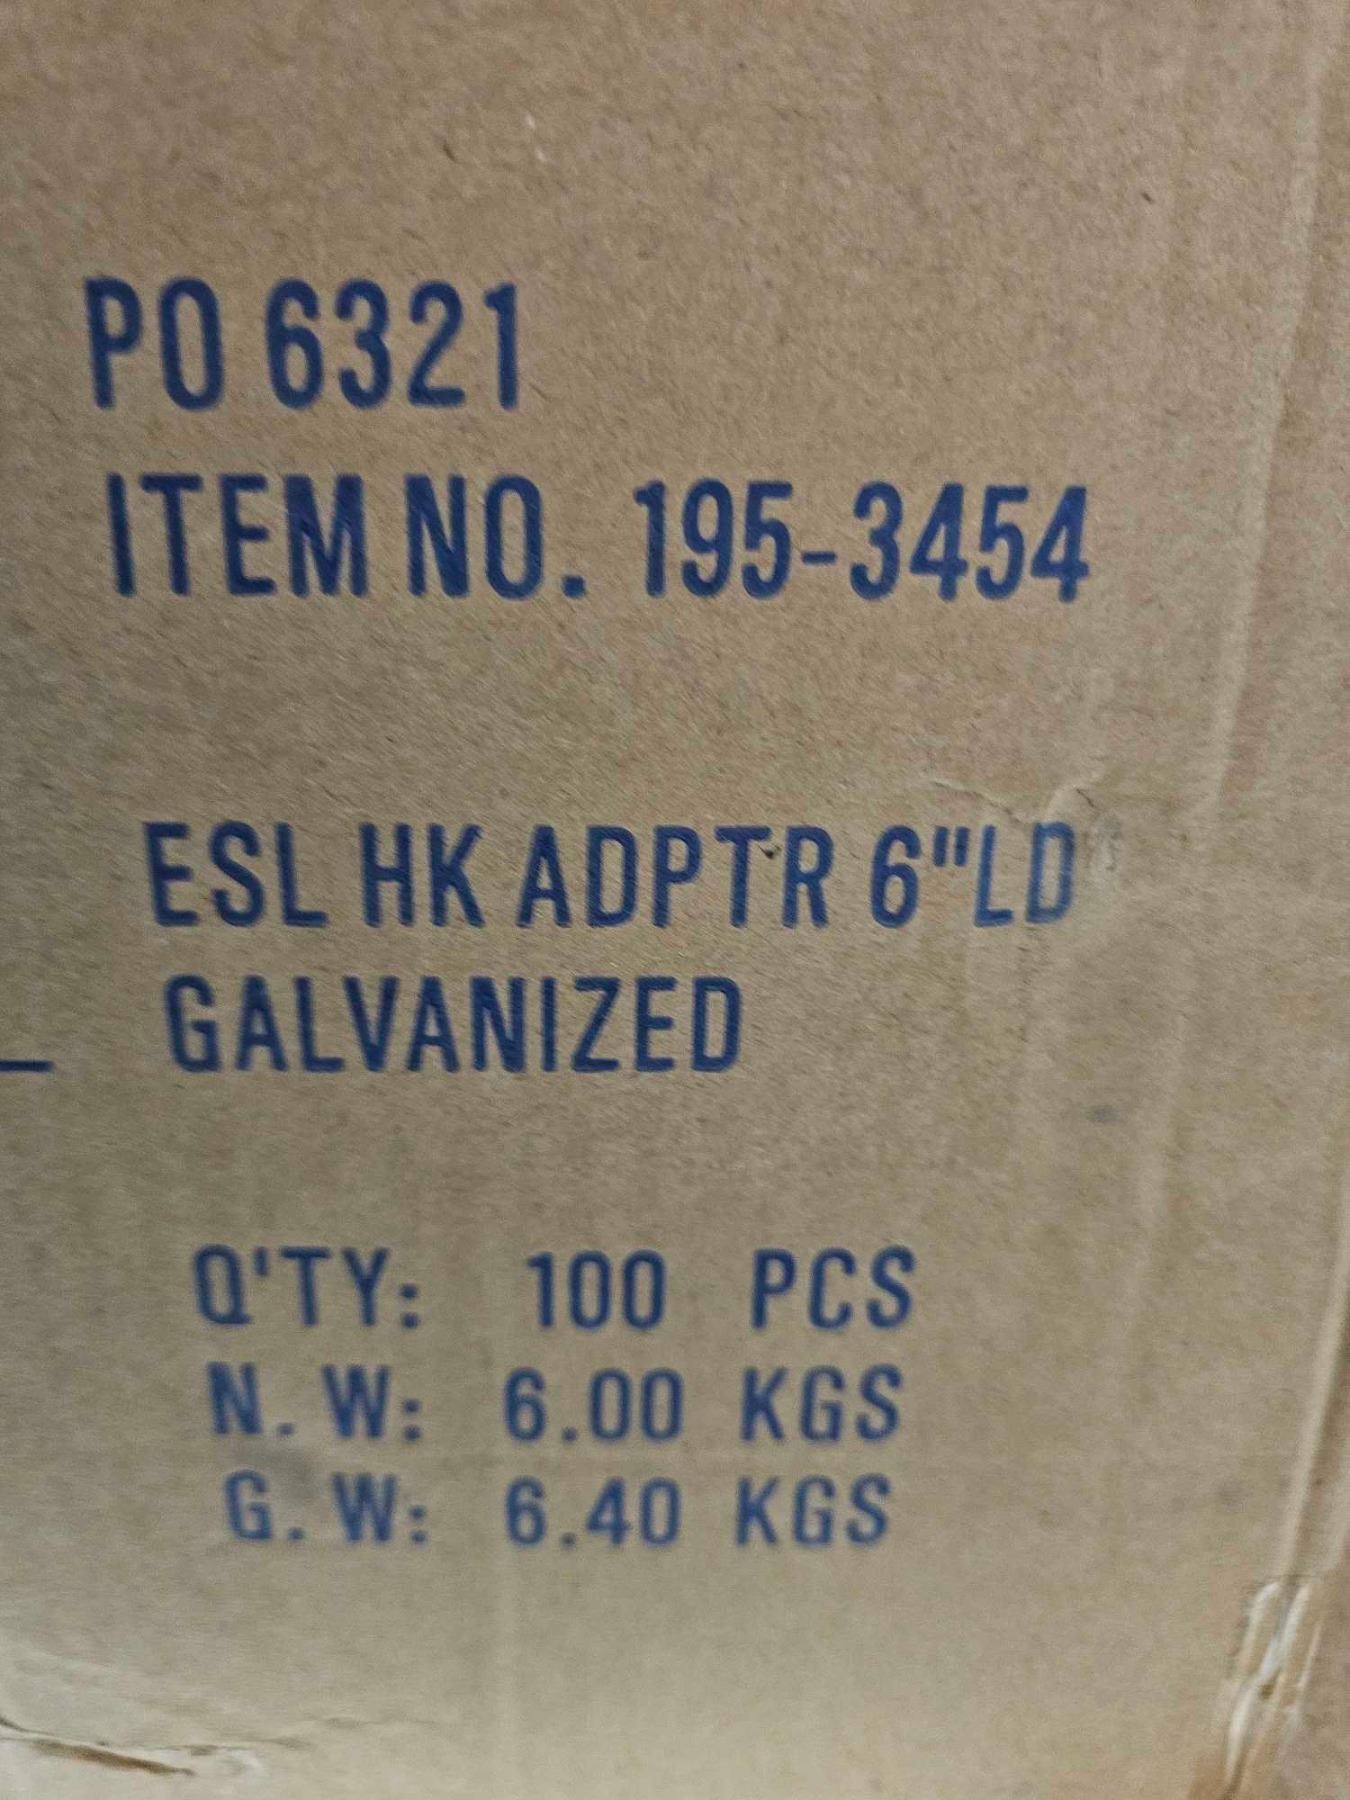 PO 6321
ITEM NO. 195-3454
ESL HK ADPTR 6"LD
GALVANIZED
Q'TY: 100 PCS
N.W: 6.00 KGS
G.W: 6.40 KGS